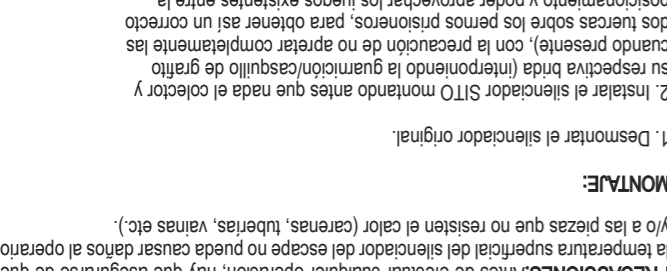 PRECAUCIONES: Antes de efectuar cualquier operación, hay que asegurarse de que
la temperatura superficial del silenciador del escape no pueda causar daños al operario
y/o a las piezas que no resisten el calor (carenas, tuberías, vainas etc.).
MONTAJE:
1. Desmontar el silenciador original.
2. Instalar el silenciador SITO montando antes que nada el colector y
su respectiva brida (interponiendo la guarnición/casquillo de grafito
cuando presente), con la precaución de no apretar completamente las
dos tuercas sobre los pernos prisioneros, para obtener así un correcto
posicionamiento y poder aprovechar los juegos existentes entre la